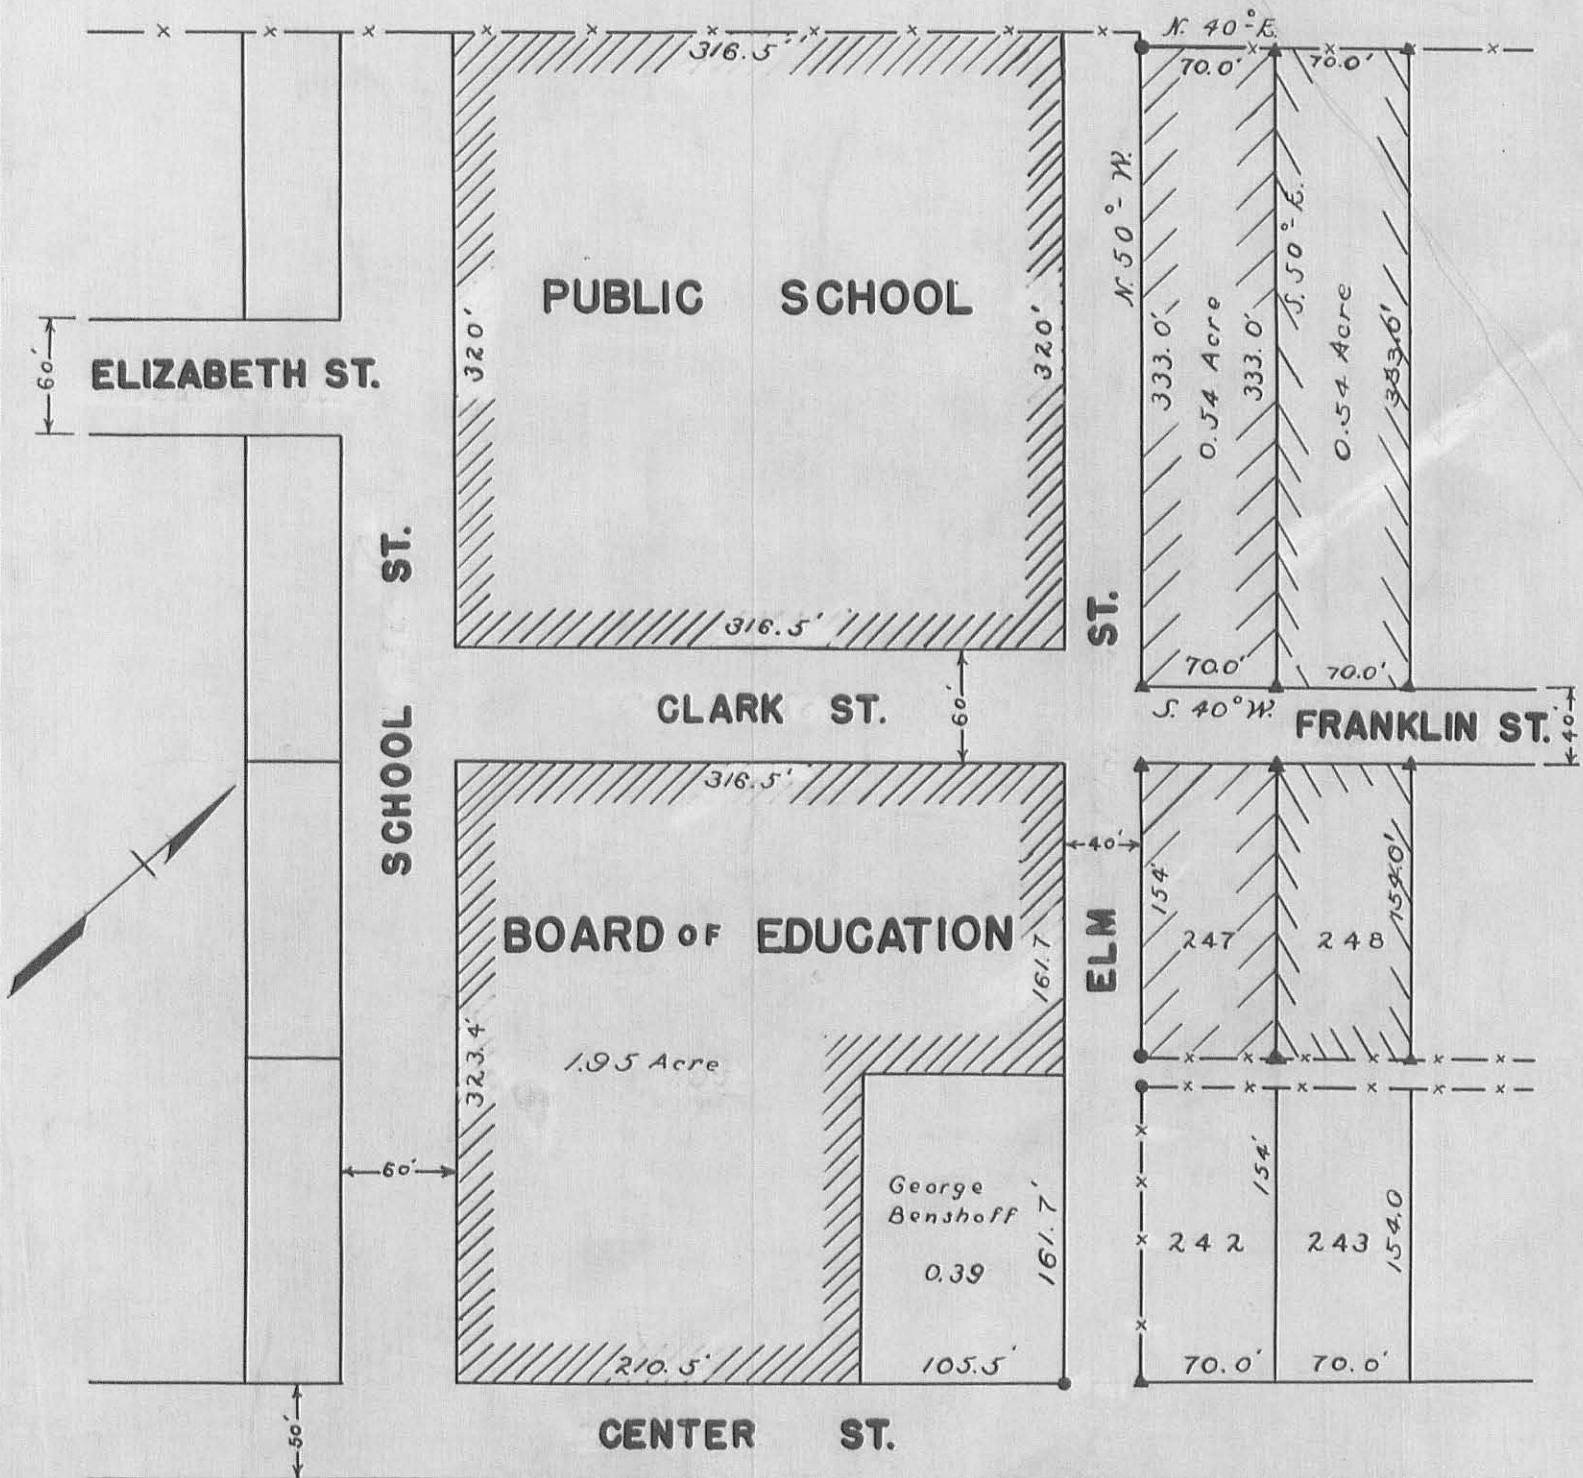 N. 40°-E.
316.5'
70.0'
70.0'
N. 50°- W.
S. 50°- E.
PUBLIC SCHOOL
320'
320'
333.0'
0.54 Acre
333.0'
0.54 Acre
333.0'
60'
ELIZABETH ST.
SCHOOL ST.
316.5'
70.0'
70.0'
CLARK ST.
60'
S. 40° W.
FRANKLIN ST.
40'
316.5'
40'
ELM ST.
154'
154.0'
BOARD OF EDUCATION
161.7
247
248
323.4'
1.95 Acre
60'
George
Benshoff
0.39
161.7'
154'
154.0
242
243
210.5'
105.5'
70.0'
70.0'
50'
CENTER ST.